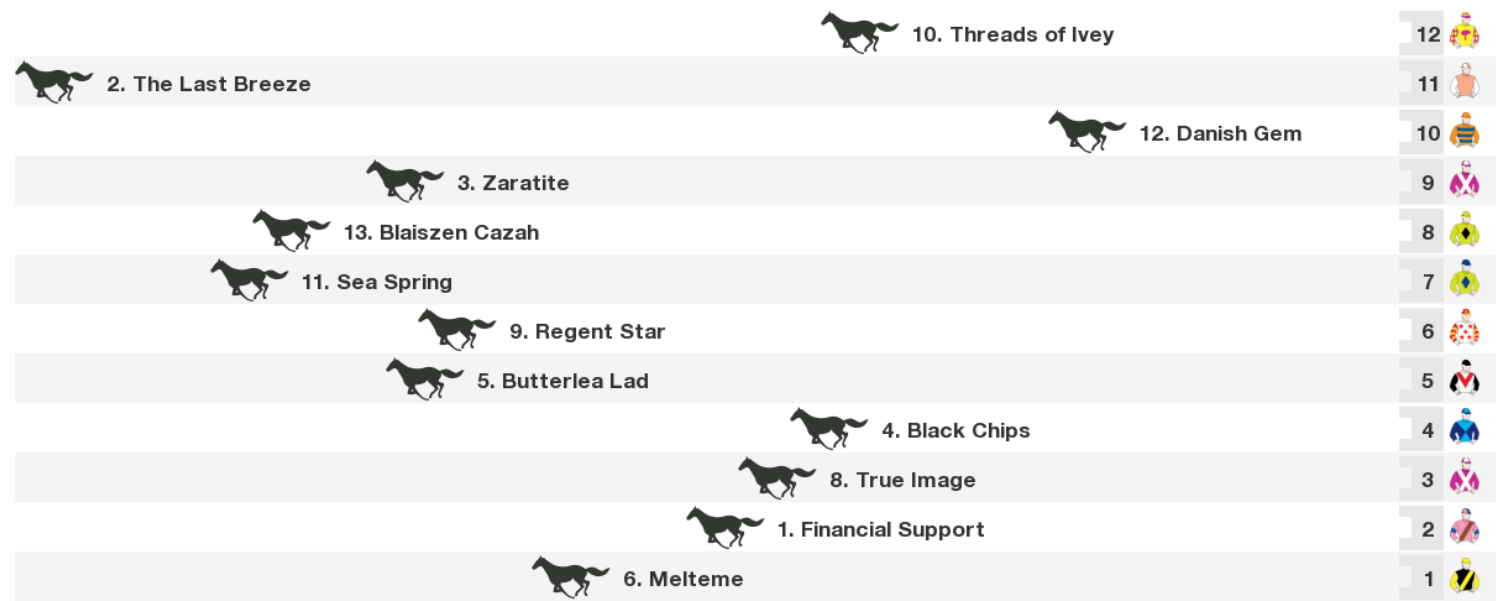 10. Threads of Ivey 12
2. The Last Breeze 11
12. Danish Gem 10
3. Zaratite 9
13. Blaiszen Cazah 8
11. Sea Spring 7
9. Regent Star 6
5. Butterlea Lad 5
4. Black Chips 4
8. True Image 3
1. Financial Support 2
6. Melteme 1